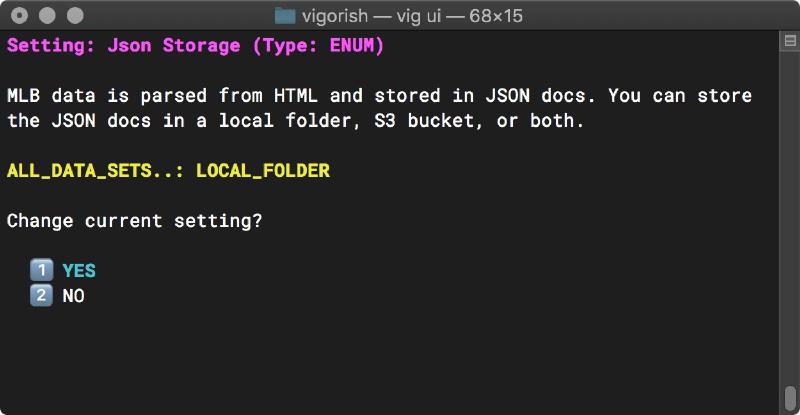 vigorish — vig ui — 68×15
Setting: Json Storage (Type: ENUM)
MLB data is parsed from HTML and stored in JSON docs. You can store
the JSON docs in a local folder, S3 bucket, or both.
ALL_DATA_SETS..: LOCAL_FOLDER
Change current setting?
1 YES
2 NO